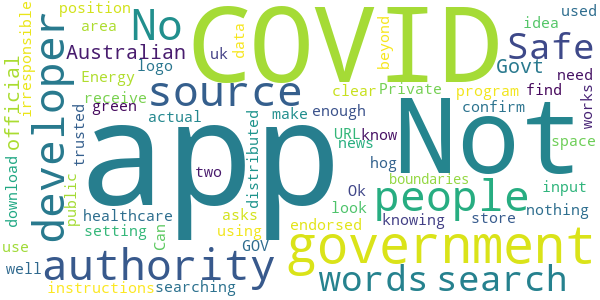 position
area
No
COVID
Safe
idea
used
Irresponsible
Australian
uk
data
beyond
Govt
logo
Energy
developer
source
need
find
official
receive
green
clear
Private
program
confirm
works
trusted
actual
make
enough
URL
know
app
Not
space
download
two
distributed
news
hog
boundaries
public
healthcare
Ok
people
input
look
knowing
store
nothing
setting
Can
asks
using
endorsed
use
GOV
government
well
authority
words
search
instructions
searching